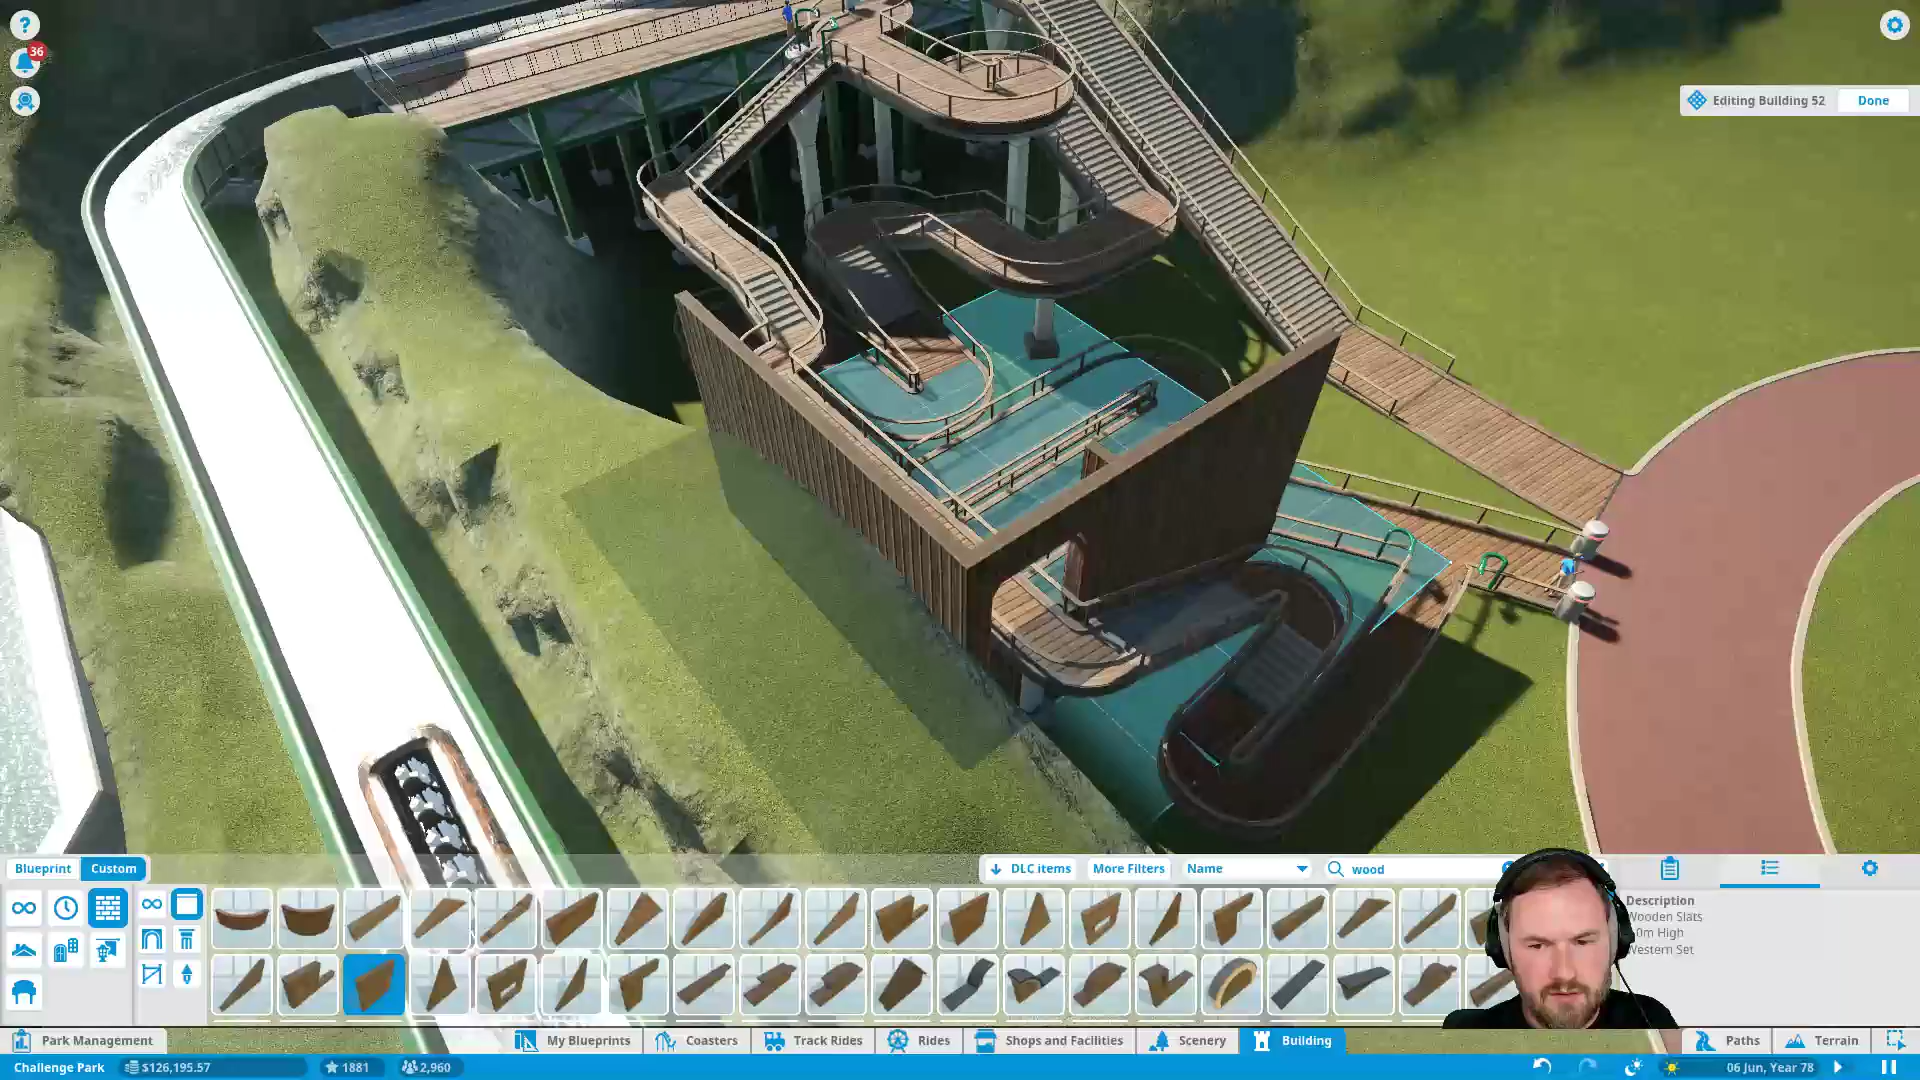 ?
36
Editing Building 52
Done
Blueprint
Custom
DLC items
More Filters
Name
wood
Description
Wooden Slats
0m High
Western Set
Park Management
My Blueprints
Coasters
Track Rides
Rides
Shops and Facilities
Scenery
Building
Paths
Terrain
Challenge Park
$126,195.57
1881
2,960
06 Jun, Year 78